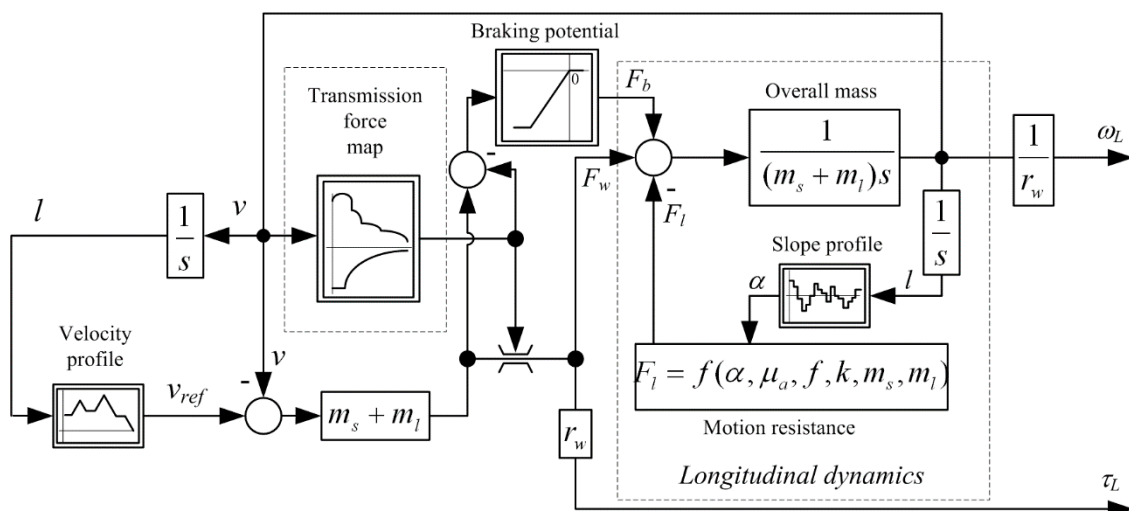 Braking potential
0
-
F_b
Transmission
force
map
Overall mass
1
(m_s + m_l)s
1
r_w
ω_L
F_w
-
F_l
l
1
s
v
1
s
Slope profile
α
l
Velocity
profile
v
-
v_ref
m_s + m_l
F_l = f(α, μ_a, f, k, m_s, m_l)
Motion resistance
r_w
Longitudinal dynamics
τ_L